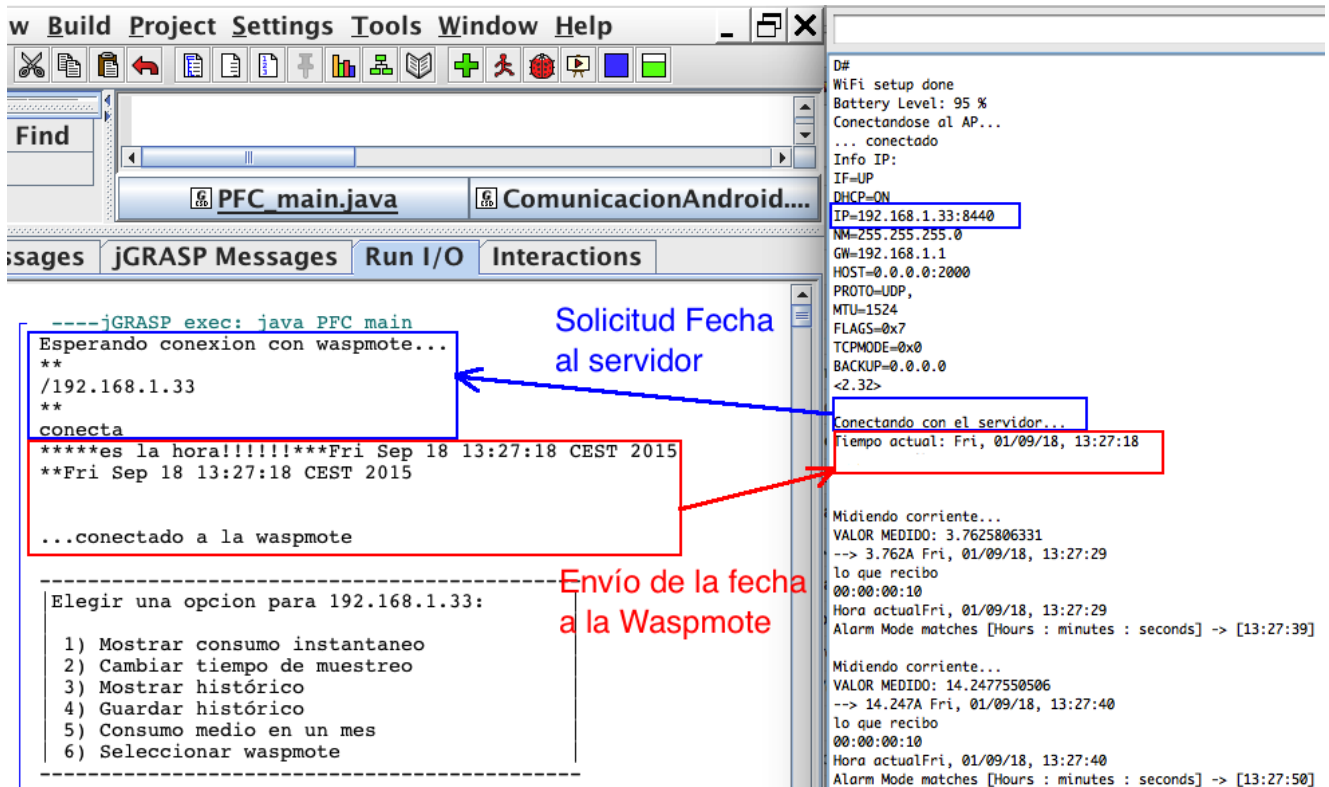 w Build Project Settings Tools Window Help
Find
PFC_main.java
ComunicacionAndroid....
ssages
jGRASP Messages
Run I/O
Interactions
----jGRASP exec: java PFC main
Esperando conexion con waspmote...
**
/192.168.1.33
**
conecta
*****es la hora!!!!!!***Fri Sep 18 13:27:18 CEST 2015
**Fri Sep 18 13:27:18 CEST 2015
...conectado a la waspmote
Solicitud Fecha
al servidor
Envío de la fecha
a la Waspmote
Elegir una opcion para 192.168.1.33:
1) Mostrar consumo instantaneo
2) Cambiar tiempo de muestreo
3) Mostrar histórico
4) Guardar histórico
5) Consumo medio en un mes
6) Seleccionar waspmote
D#
WiFi setup done
Battery Level: 95 %
Conectandose al AP...
... conectado
Info IP:
IF=UP
DHCP=ON
IP=192.168.1.33:8440
NM=255.255.255.0
GW=192.168.1.1
HOST=0.0.0.0:2000
PROTO=UDP,
MTU=1524
FLAGS=0x7
TCPMODE=0x0
BACKUP=0.0.0.0
<2.32>
Conectando con el servidor...
Tiempo actual: Fri, 01/09/18, 13:27:18
Midiendo corriente...
VALOR MEDIDO: 3.7625806331
--> 3.762A Fri, 01/09/18, 13:27:29
lo que recibo
00:00:00:10
Hora actualFri, 01/09/18, 13:27:29
Alarm Mode matches [Hours : minutes : seconds] -> [13:27:39]
Midiendo corriente...
VALOR MEDIDO: 14.2477550506
--> 14.247A Fri, 01/09/18, 13:27:40
lo que recibo
00:00:00:10
Hora actualFri, 01/09/18, 13:27:40
Alarm Mode matches [Hours : minutes : seconds] -> [13:27:50]